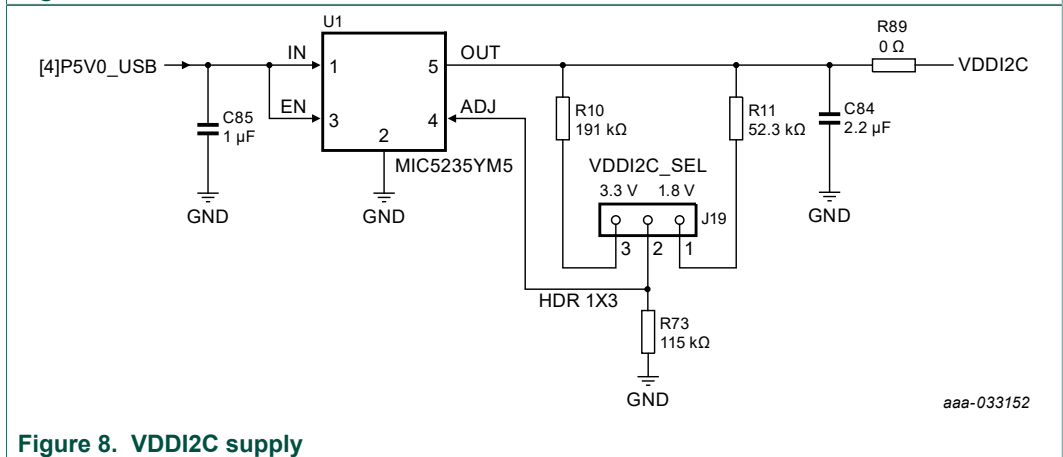 U1
R89
0 Ω
[4]P5V0_USB
IN
1
5
OUT
VDDI2C
EN
3
4
ADJ
2
C85
1 µF
MIC5235YM5
R10
191 kΩ
R11
52.3 kΩ
C84
2.2 µF
VDDI2C_SEL
3.3 V 1.8 V
J19
3 2 1
GND
GND
GND
HDR 1X3
R73
115 kΩ
GND
aaa-033152
Figure 8. VDDI2C supply